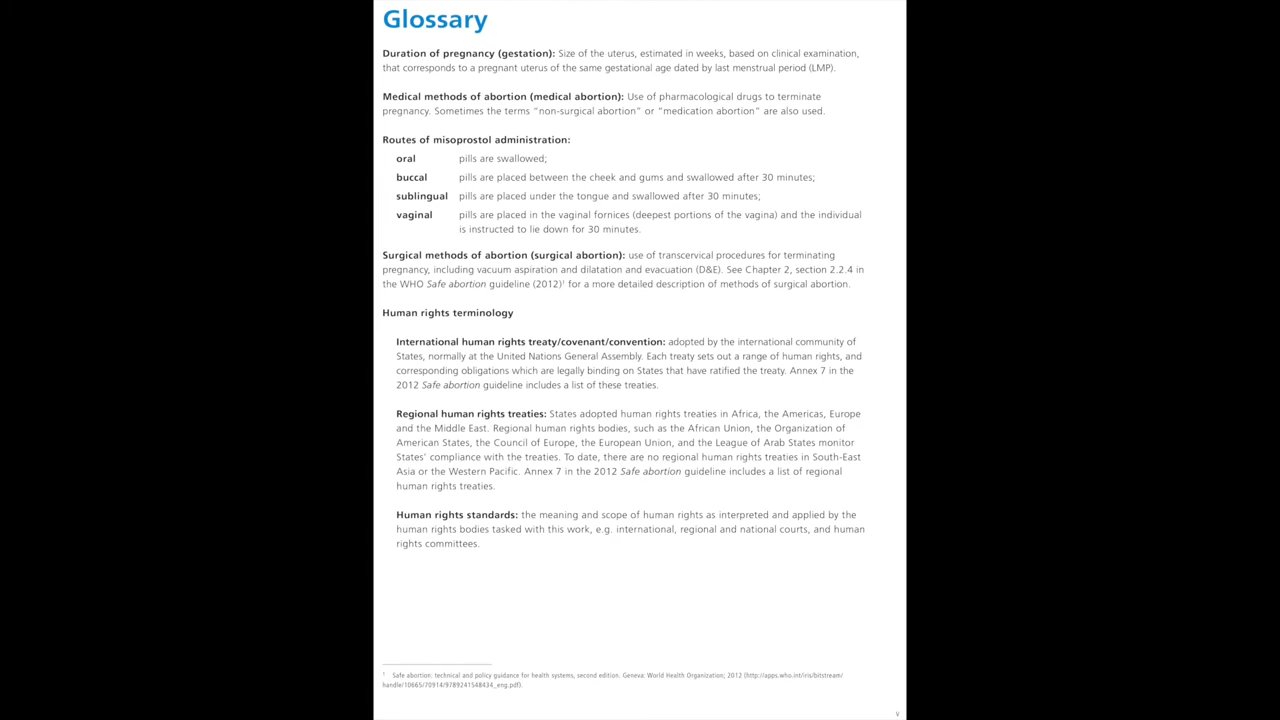 Glossary
Duration of pregnancy (gestation): Size of the uterus, estimated in weeks, based on clinical examination,
that corresponds to a pregnant uterus of the same gestational age dated by last menstrual period (LMP).
Medical methods of abortion (medical abortion): Use of pharmacological drugs to terminate
pregnancy. Sometimes the terms “non-surgical abortion” or “medication abortion” are also used.
Routes of misoprostol administration:
oral pills are swallowed;
buccal pills are placed between the cheek and gums and swallowed after 30 minutes;
sublingual pills are placed under the tongue and swallowed after 30 minutes;
vaginal pills are placed in the vaginal fornices (deepest portions of the vagina) and the individual
is instructed to lie down for 30 minutes.
Surgical methods of abortion (surgical abortion): use of transcervical procedures for terminating
pregnancy, including vacuum aspiration and dilatation and evacuation (D&E). See Chapter 2, section 2.2.4 in
the WHO Safe abortion guideline (2012)¹ for a more detailed description of methods of surgical abortion.
Human rights terminology
International human rights treaty/covenant/convention: adopted by the international community of
States, normally at the United Nations General Assembly. Each treaty sets out a range of human rights, and
corresponding obligations which are legally binding on States that have ratified the treaty. Annex 7 in the
2012 Safe abortion guideline includes a list of these treaties.
Regional human rights treaties: States adopted human rights treaties in Africa, the Americas, Europe
and the Middle East. Regional human rights bodies, such as the African Union, the Organization of
American States, the Council of Europe, the European Union, and the League of Arab States monitor
States’ compliance with the treaties. To date, there are no regional human rights treaties in South-East
Asia or the Western Pacific. Annex 7 in the 2012 Safe abortion guideline includes a list of regional
human rights treaties.
Human rights standards: the meaning and scope of human rights as interpreted and applied by the
human rights bodies tasked with this work, e.g. international, regional and national courts, and human
rights committees.
¹ Safe abortion: technical and policy guidance for health systems, second edition. Geneva: World Health Organization; 2012 (http://apps.who.int/iris/bitstream/
handle/10665/70914/9789241548434_eng.pdf).
v